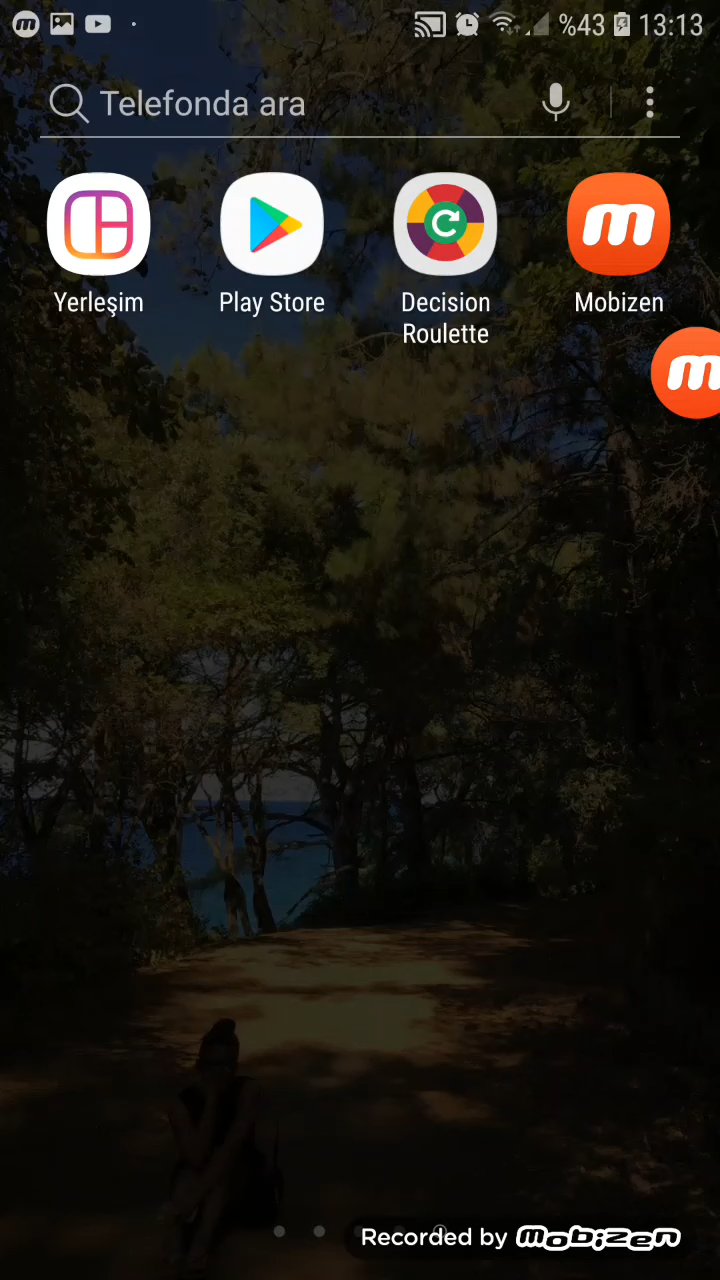 %43 13:13
Telefonda ara
Yerleşim
Play Store
Decision
Roulette
Mobizen
m
m
Recorded by Mobizen